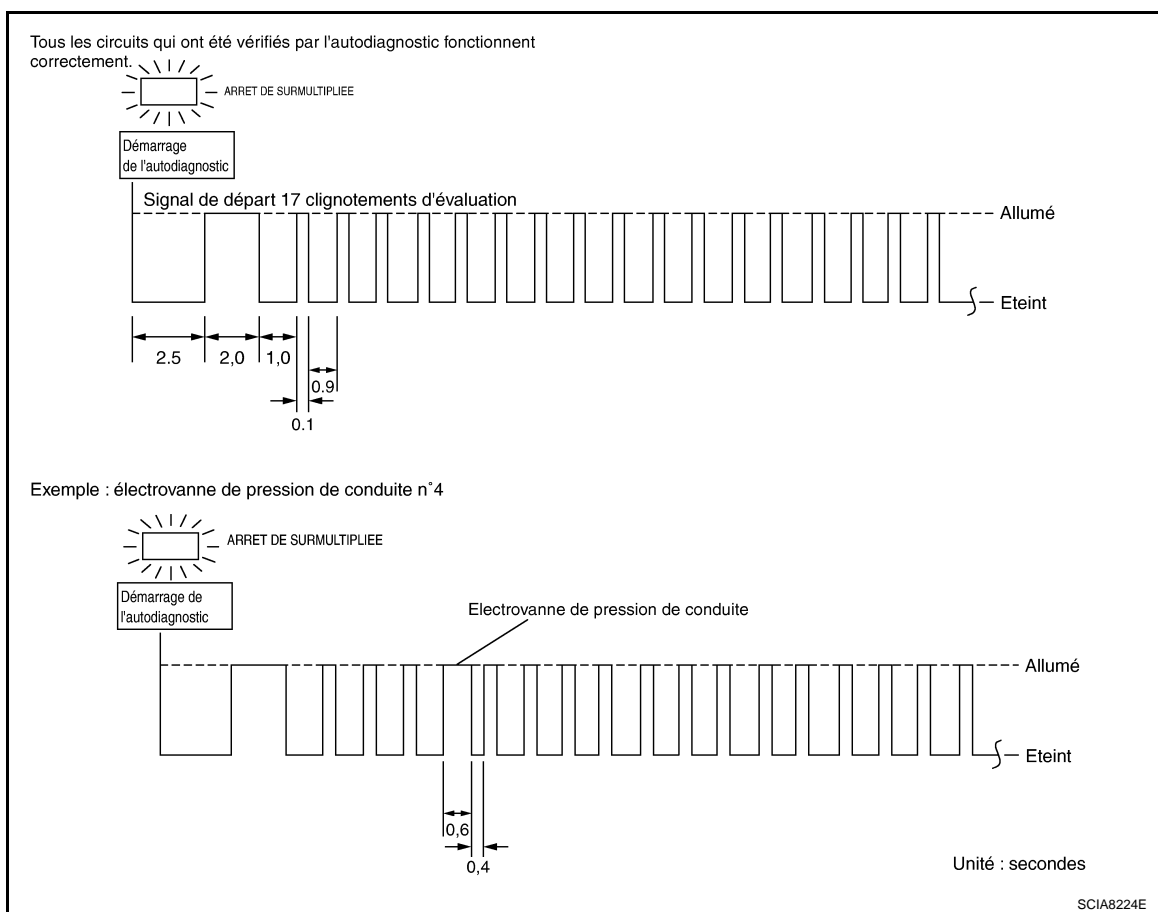 Tous les circuits qui ont été vérifiés par l'autodiagnostic fonctionnent
correctement.
ARRET DE SURMULTIPLIEE
Démarrage
de l'autodiagnostic
Signal de départ 17 clignotements d'évaluation
Allumé
Eteint
2.5
2,0
1,0
0.9
0.1
Exemple : électrovanne de pression de conduite n°4
ARRET DE SURMULTIPLIEE
Démarrage de
l'autodiagnostic
Electrovanne de pression de conduite
Allumé
Eteint
0,6
0,4
Unité : secondes
SCIA8224E